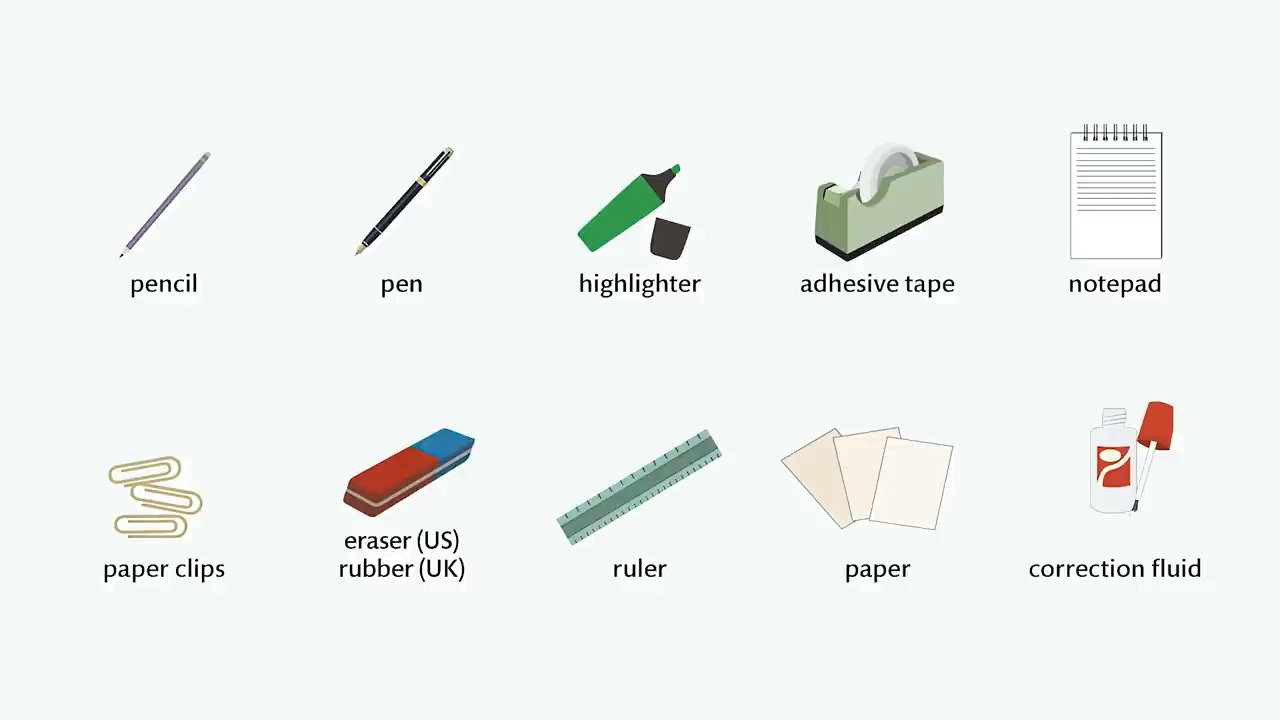 pencil
pen
highlighter
adhesive tape
notepad
paper clips
eraser (US)
rubber (UK)
ruler
paper
correction fluid